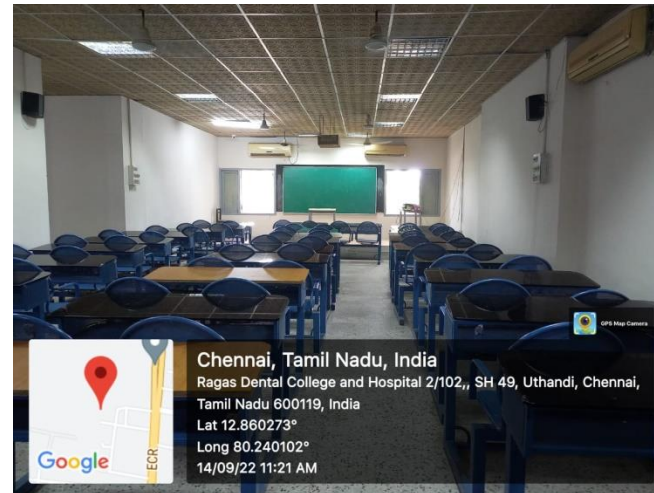 GPS Map Camera
Chennai, Tamil Nadu, India
Ragas Dental College and Hospital 2/102,, SH 49, Uthandi, Chennai,
Tamil Nadu 600119, India
Lat 12.860273°
Long 80.240102°
14/09/22 11:21 AM
Google
ECR